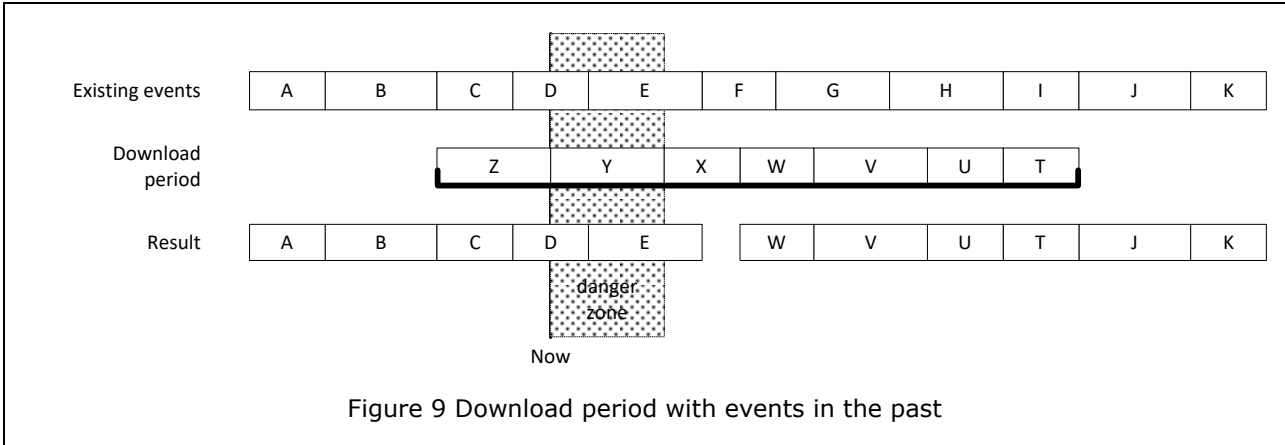 Existing events A B C D E F G H I J K
Download
period
Z Y X W V U T
Result A B C D E W V U T J K
danger
zone
Now
Figure 9 Download period with events in the past